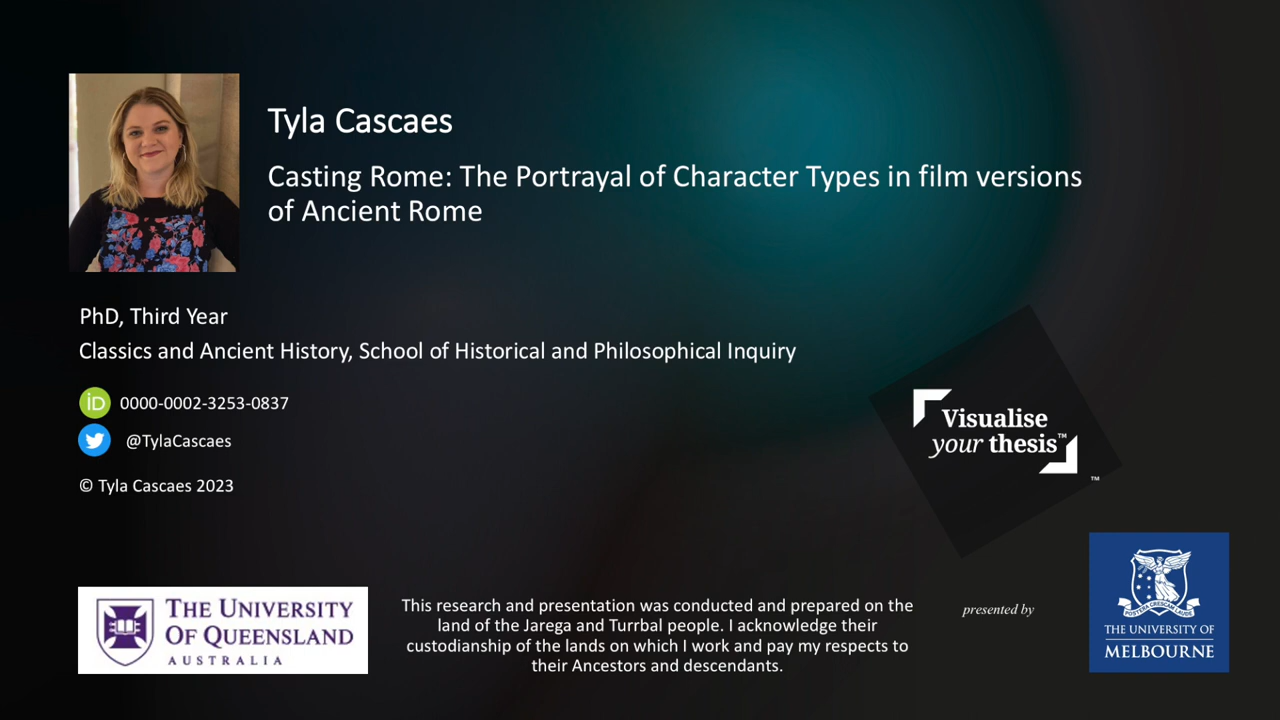 Tyla Cascaes
Casting Rome: The Portrayal of Character Types in film versions
of Ancient Rome
PhD, Third Year
Classics and Ancient History, School of Historical and Philosophical Inquiry
iD 0000-0002-3253-0837
@TylaCascaes
© Tyla Cascaes 2023
Visualise
your thesis™
™
THE UNIVERSITY
OF QUEENSLAND
AUSTRALIA
This research and presentation was conducted and prepared on the
land of the Jarega and Turrbal people. I acknowledge their
custodianship of the lands on which I work and pay my respects to
their Ancestors and descendants.
presented by
POSTERA CRESCAM LAUDE
THE UNIVERSITY OF
MELBOURNE